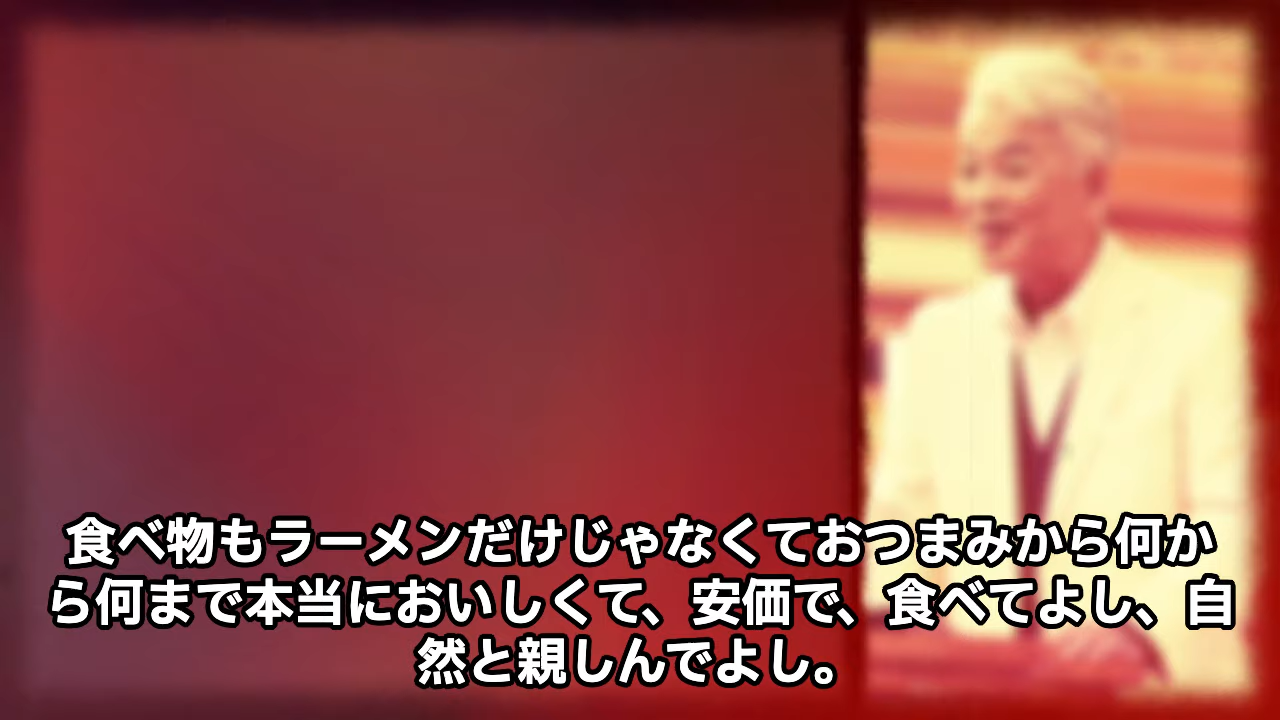 食べ物もラーメンだけじゃなくておつまみから何か
ら何まで本当においしくて、安価で、食べてよし、自
然と親しんでよし。